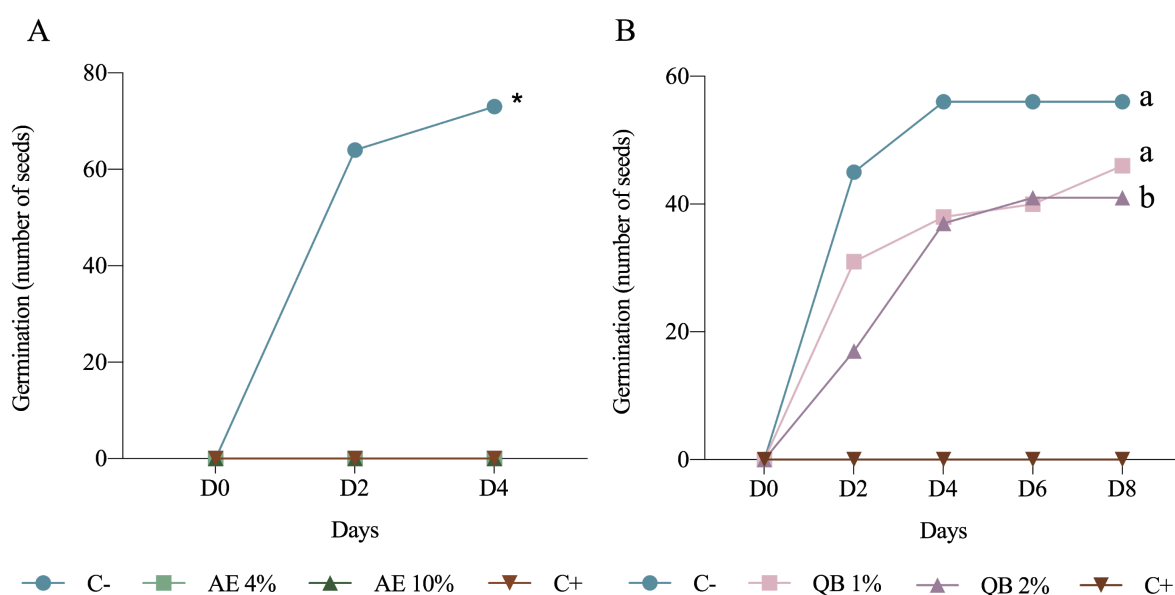 A
Germination (number of seeds)
80
60
40
20
0
*
D0 D2 D4
Days
C- AE 4% AE 10% C+
B
Germination (number of seeds)
60
40
20
0
a
a
b
D0 D2 D4 D6 D8
Days
C- QB 1% QB 2% C+